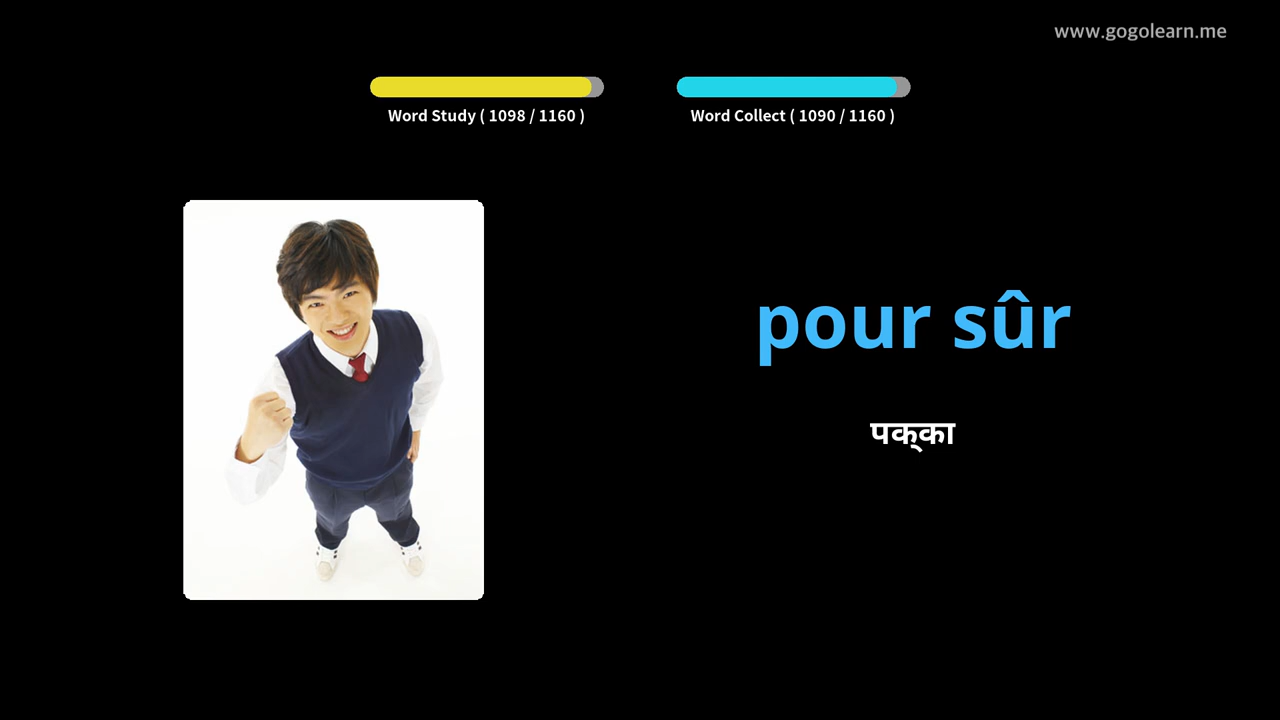 www.gogolearn.me
Word Study ( 1098 / 1160 )
Word Collect ( 1090 / 1160 )
pour sûr
पक्का